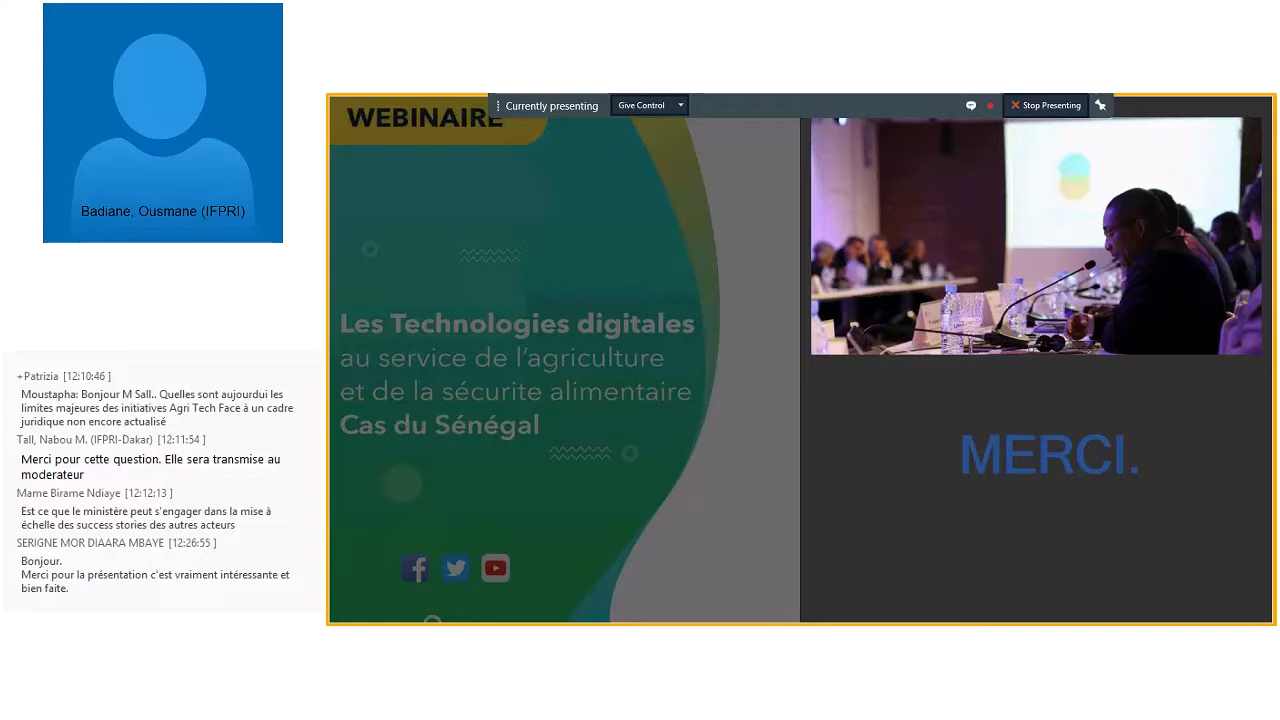 Badiane, Ousmane (IFPRI)
+Patrizia [12:10:46 ]
Moustapha: Bonjour M Sall.. Quelles sont aujourdui les
limites majeures des initiatives Agri Tech Face à un cadre
juridique non encore actualisé
Tall, Nabou M. (IFPRI-Dakar) [12:11:54 ]
Merci pour cette question. Elle sera transmise au
moderateur
Mame Birame Ndiaye [12:12:13 ]
Est ce que le ministère peut s'engager dans la mise à
échelle des success stories des autres acteurs
SERIGNE MOR DIAARA MBAYE [12:26:55 ]
Bonjour.
Merci pour la présentation c'est vraiment intéressante et
bien faite.
Currently presenting
Give Control
Stop Presenting
WEBINAIRE
Les Technologies digitales
au service de l'agriculture
et de la sécurite alimentaire
Cas du Sénégal
MERCI.